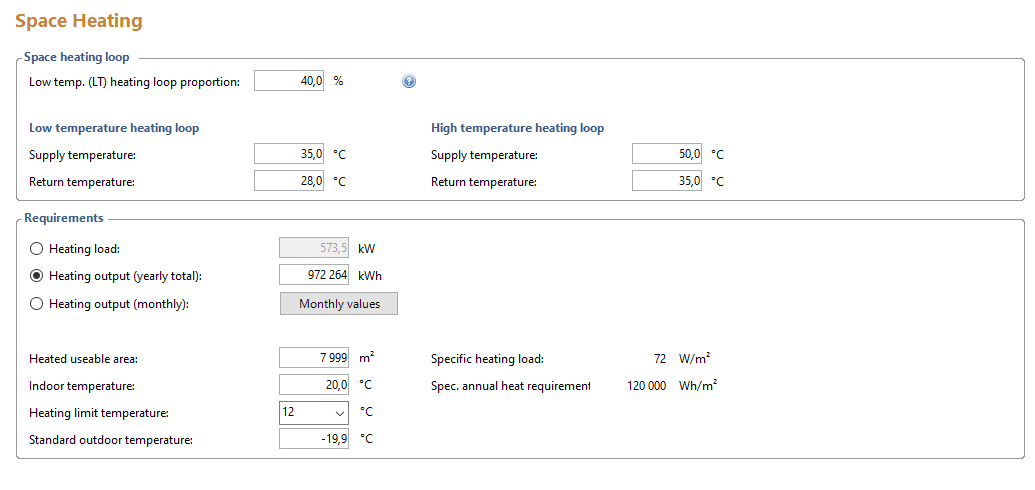 Space Heating
Space heating loop
Low temp. (LT) heating loop proportion: 40,0 % ?
Low temperature heating loop High temperature heating loop
Supply temperature: 35,0 °C Supply temperature: 50,0 °C
Return temperature: 28,0 °C Return temperature: 35,0 °C
Requirements
Heating load: 573,5 kW
Heating output (yearly total): 972 264 kWh
Heating output (monthly): Monthly values
Heated useable area: 7 999 m² Specific heating load: 72 W/m²
Indoor temperature: 20,0 °C Spec. annual heat requirement 120 000 Wh/m²
Heating limit temperature: 12 °C
Standard outdoor temperature: -19,9 °C